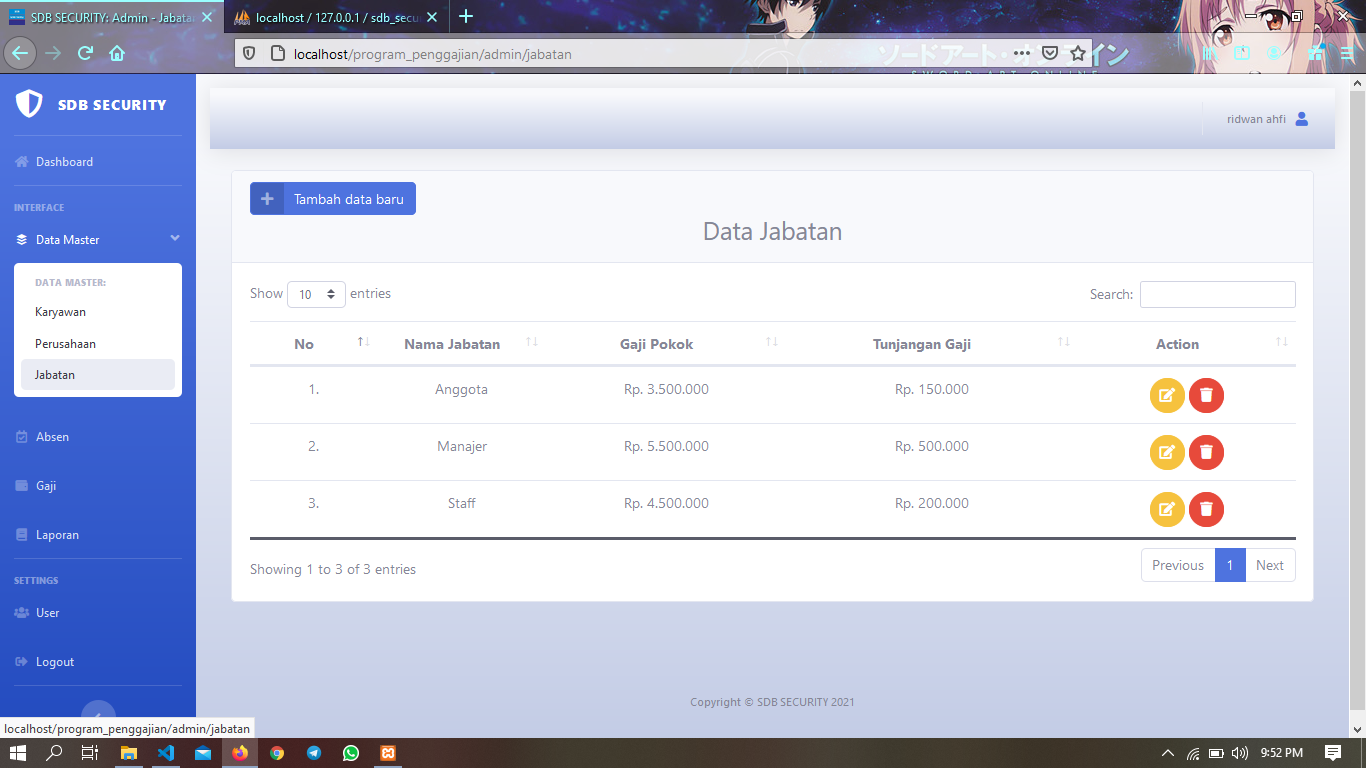 SDB SECURITY: Admin - Jabata
localhost / 127.0.0.1 / sdb_secu
localhost/program_penggajian/admin/jabatan
ソードアート・オンライン
SWORD ART ONLINE
SDB SECURITY
ridwan ahfi
Dashboard
INTERFACE
Data Master
DATA MASTER:
Karyawan
Perusahaan
Jabatan
Absen
Gaji
Laporan
SETTINGS
User
Logout
Tambah data baru
Data Jabatan
Show 10 entries
Search:
No Nama Jabatan Gaji Pokok Tunjangan Gaji Action
1. Anggota Rp. 3.500.000 Rp. 150.000
2. Manajer Rp. 5.500.000 Rp. 500.000
3. Staff Rp. 4.500.000 Rp. 200.000
Showing 1 to 3 of 3 entries
Previous 1 Next
Copyright © SDB SECURITY 2021
localhost/program_penggajian/admin/jabatan
9:52 PM